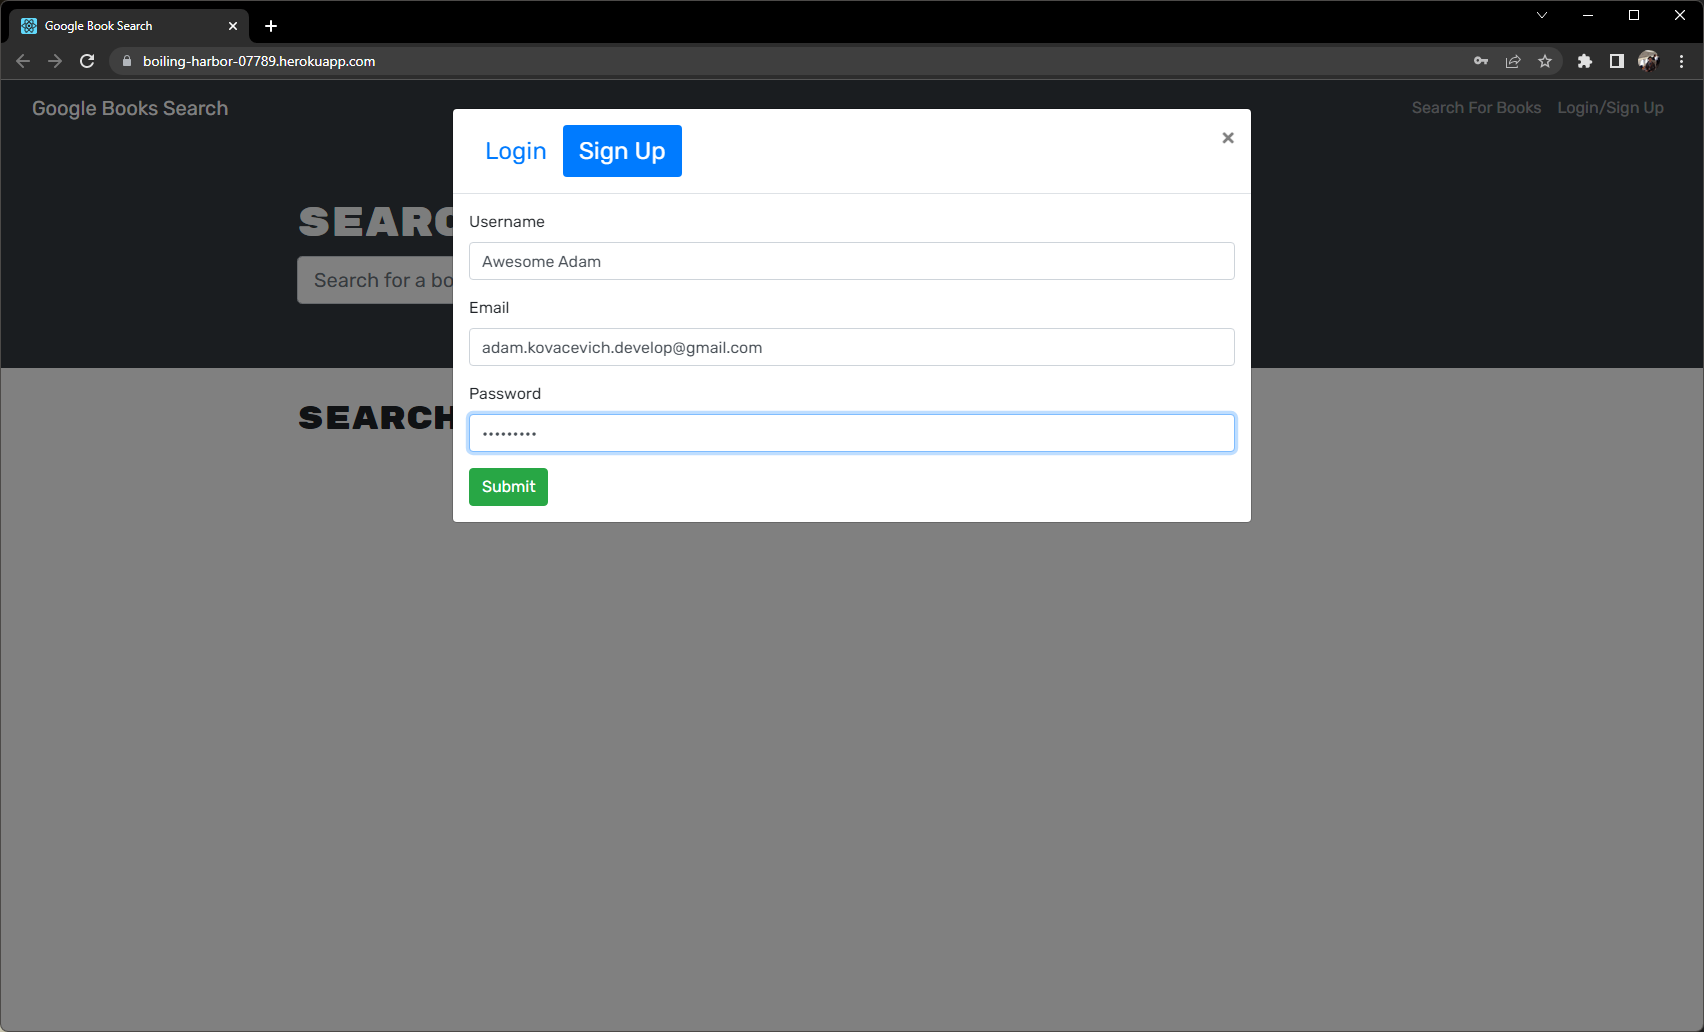 Google Book Search
boiling-harbor-07789.herokuapp.com
Google Books Search
Search For Books
Login/Sign Up
Login
Sign Up
×
SEARC
Search for a bo
Username
Awesome Adam
Email
adam.kovacevich.develop@gmail.com
Password
•••••••••
SEARCH
Submit